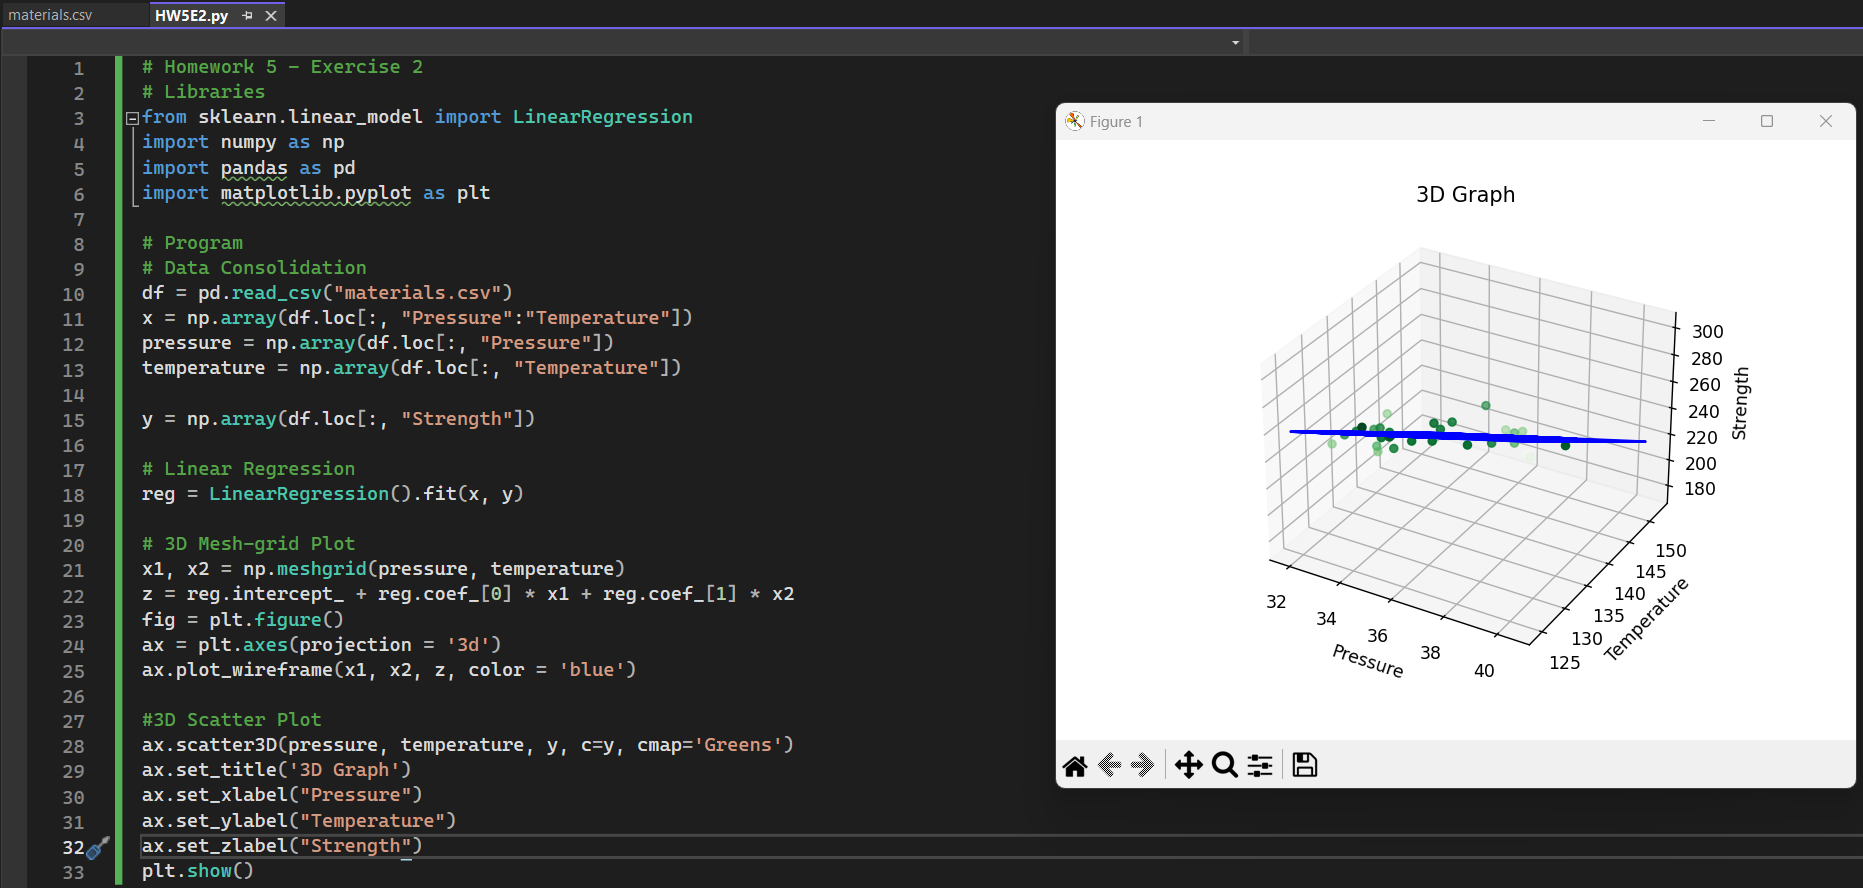 materials.csv
HW5E2.py
1 # Homework 5 - Exercise 2
2 # Libraries
3 from sklearn.linear_model import LinearRegression
4 import numpy as np
5 import pandas as pd
6 import matplotlib.pyplot as plt
7
8 # Program
9 # Data Consolidation
10 df = pd.read_csv("materials.csv")
11 x = np.array(df.loc[:, "Pressure":"Temperature"])
12 pressure = np.array(df.loc[:, "Pressure"])
13 temperature = np.array(df.loc[:, "Temperature"])
14
15 y = np.array(df.loc[:, "Strength"])
16
17 # Linear Regression
18 reg = LinearRegression().fit(x, y)
19
20 # 3D Mesh-grid Plot
21 x1, x2 = np.meshgrid(pressure, temperature)
22 z = reg.intercept_ + reg.coef_[0] * x1 + reg.coef_[1] * x2
23 fig = plt.figure()
24 ax = plt.axes(projection = '3d')
25 ax.plot_wireframe(x1, x2, z, color = 'blue')
26
27 #3D Scatter Plot
28 ax.scatter3D(pressure, temperature, y, c=y, cmap='Greens')
29 ax.set_title('3D Graph')
30 ax.set_xlabel("Pressure")
31 ax.set_ylabel("Temperature")
32 ax.set_zlabel("Strength")
33 plt.show()
Figure 1
3D Graph
300
280
260
240
220
200
180
Strength
150
145
140
135
130
125
Temperature
32
34
36
38
40
Pressure